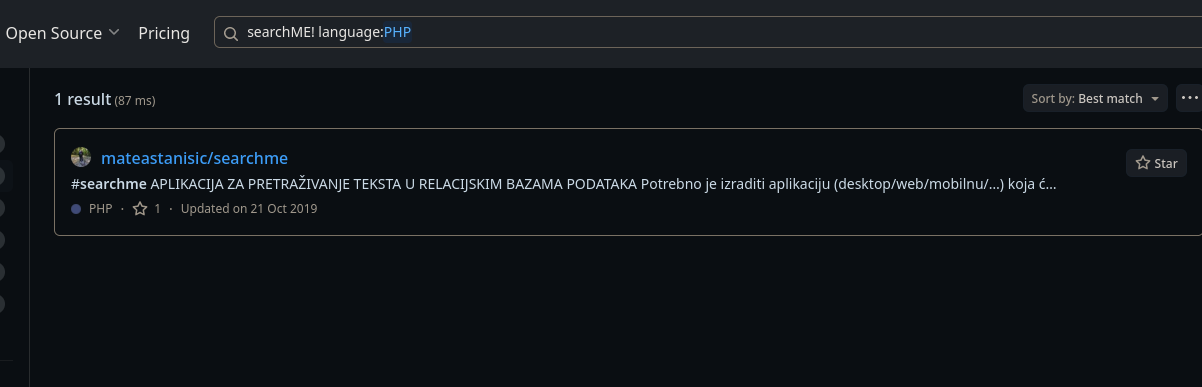 Open Source Pricing searchME! language:PHP
1 result (87 ms) Sort by: Best match
mateastanisic/searchme
Star
#searchme APLIKACIJA ZA PRETRAŽIVANJE TEKSTA U RELACIJSKIM BAZAMA PODATAKA Potrebno je izraditi aplikaciju (desktop/web/mobilnu/...) koja ć...
PHP · 1 · Updated on 21 Oct 2019